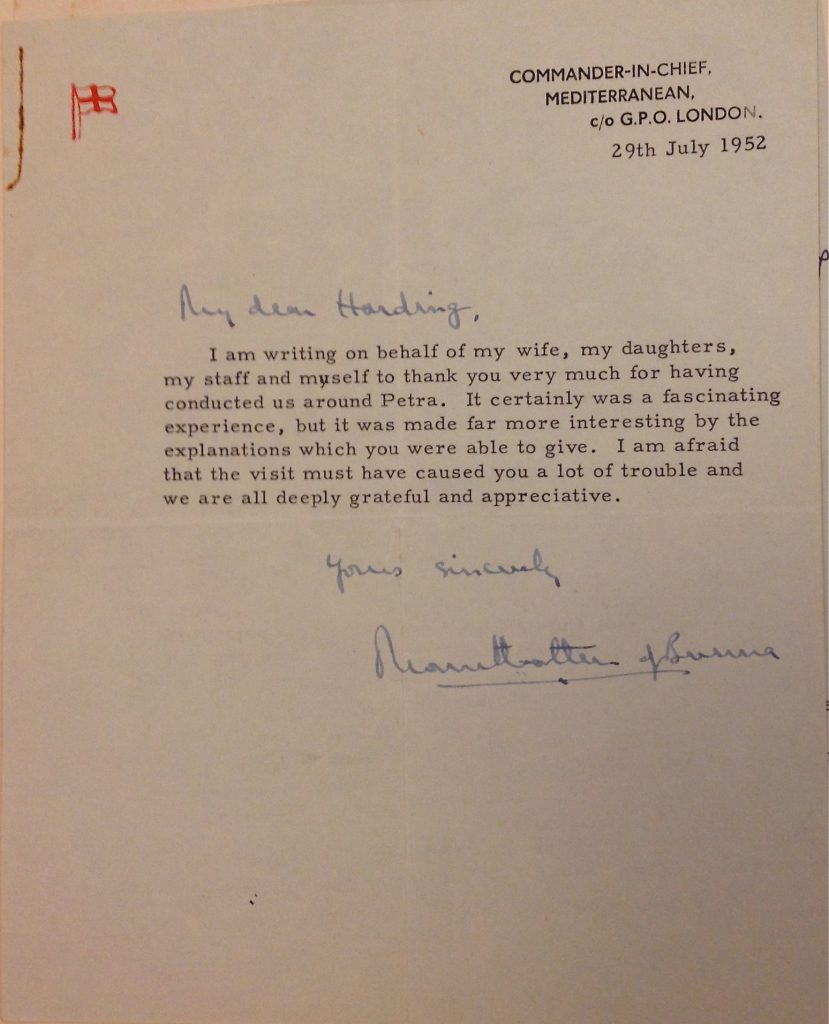 COMMANDER-IN-CHIEF,
MEDITERRANEAN,
c/o G.P.O. LONDON.
29th July 1952
My dear Harding,
I am writing on behalf of my wife, my daughters,
my staff and myself to thank you very much for having
conducted us around Petra. It certainly was a fascinating
experience, but it was made far more interesting by the
explanations which you were able to give. I am afraid
that the visit must have caused you a lot of trouble and
we are all deeply grateful and appreciative.
Yours sincerely
Mountbatten of Burma